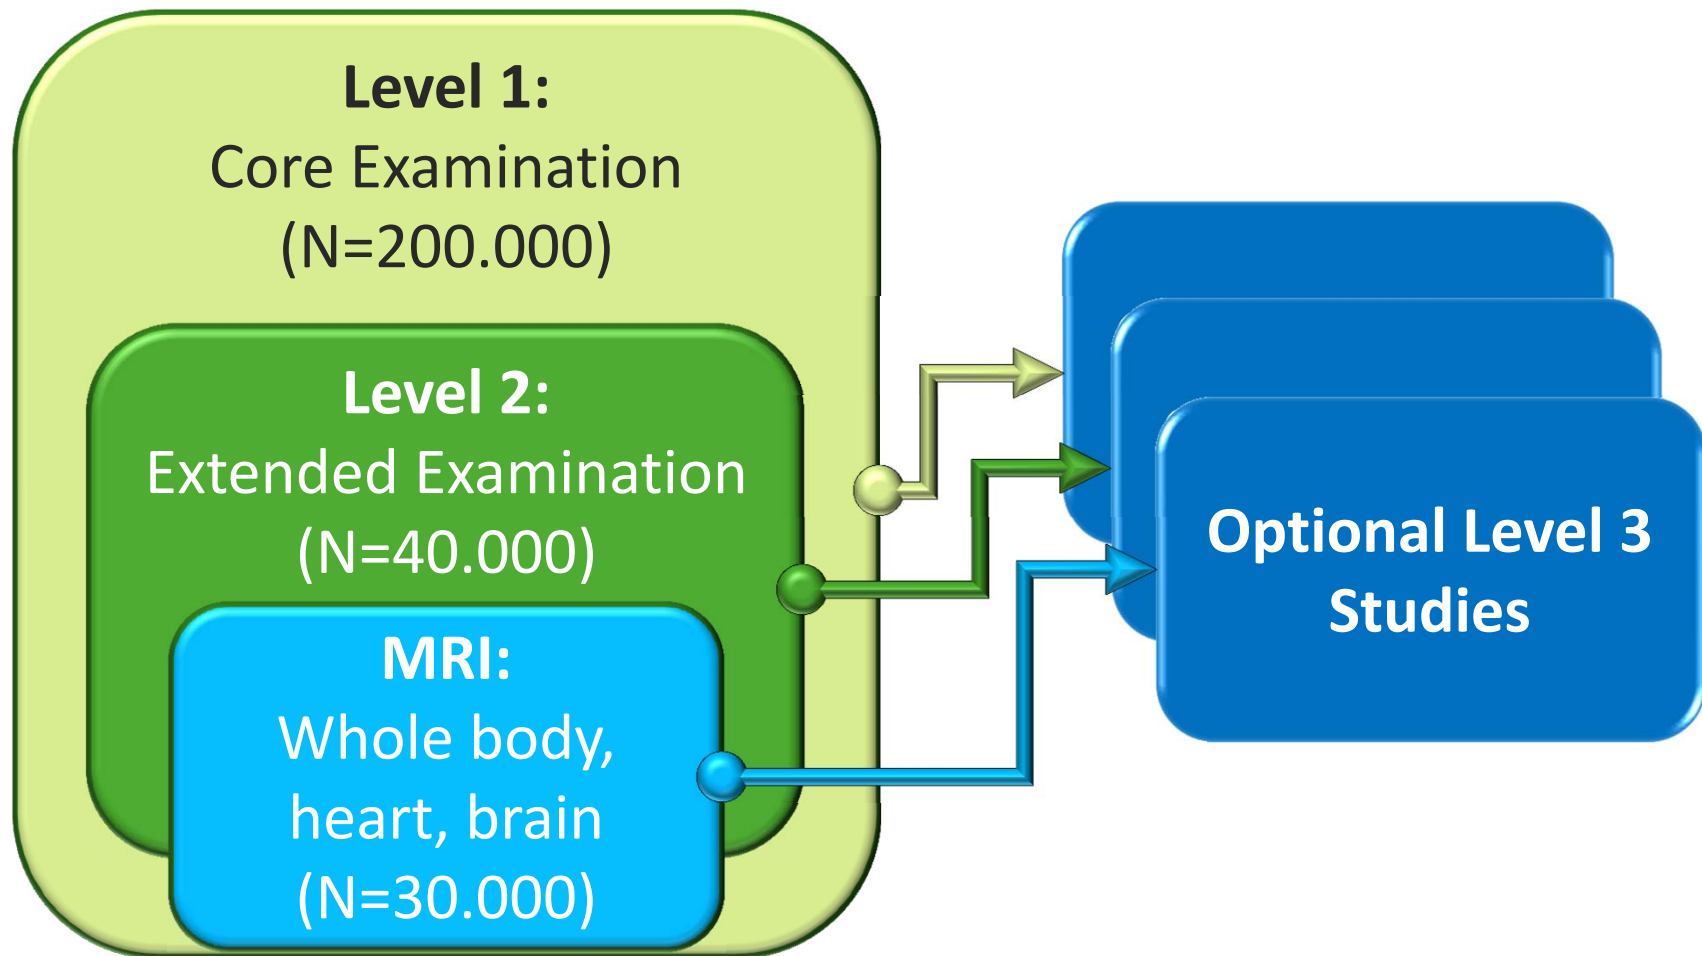 Level 1:
Core Examination
(N=200.000)
Level 2:
Extended Examination
(N=40.000)
MRI:
Whole body,
heart, brain
(N=30.000)
Optional Level 3
Studies